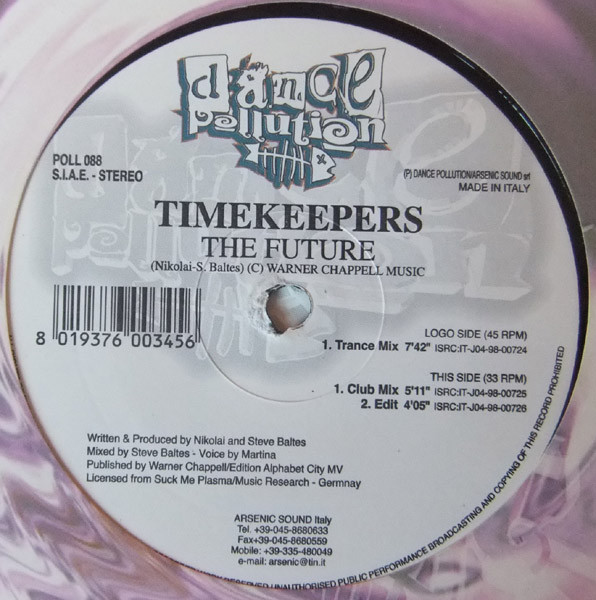 dance
pollution
POLL 088
S.I.A.E. - STEREO
(P) DANCE POLLUTION/ARSENIC SOUND srl
MADE IN ITALY
TIMEKEEPERS
THE FUTURE
(Nikolai-S. Baltes) (C) WARNER CHAPPELL MUSIC
8 019376 003456
LOGO SIDE (45 RPM)
1. Trance Mix 7'42" ISRC:IT-J04-98-00724
THIS SIDE (33 RPM)
1. Club Mix 5'11" ISRC:IT-J04-98-00725
2. Edit 4'05" ISRC:IT-J04-98-00726
Written & Produced by Nikolai and Steve Baltes
Mixed by Steve Baltes - Voice by Martina
Published by Warner Chappell/Edition Alphabet City MV
Licensed from Suck Me Plasma/Music Research - Germnay
ARSENIC SOUND Italy
Tel. +39-045-8680633
Fax+39-045-8680559
Mobile: +39-335-480049
e-mail: arsenic@tin.it
RESERVED UNAUTHORISED PUBLIC PERFORMANCE BROADCASTING AND COPYING OF THIS RECORD PROHIBITED